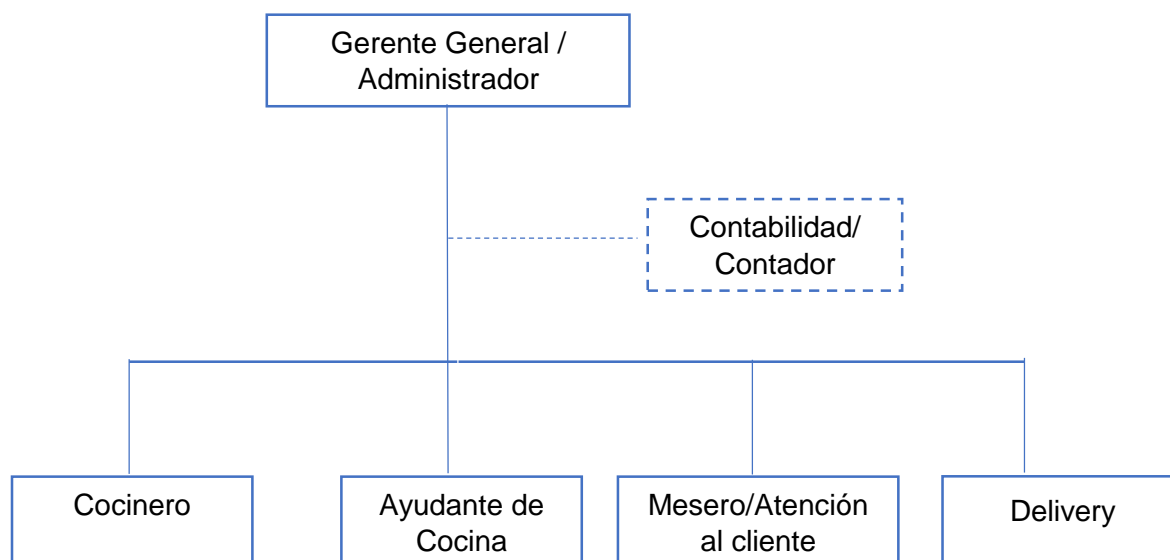 Gerente General /
Administrador
Contabilidad/
Contador
Cocinero
Ayudante de
Cocina
Mesero/Atención
al cliente
Delivery